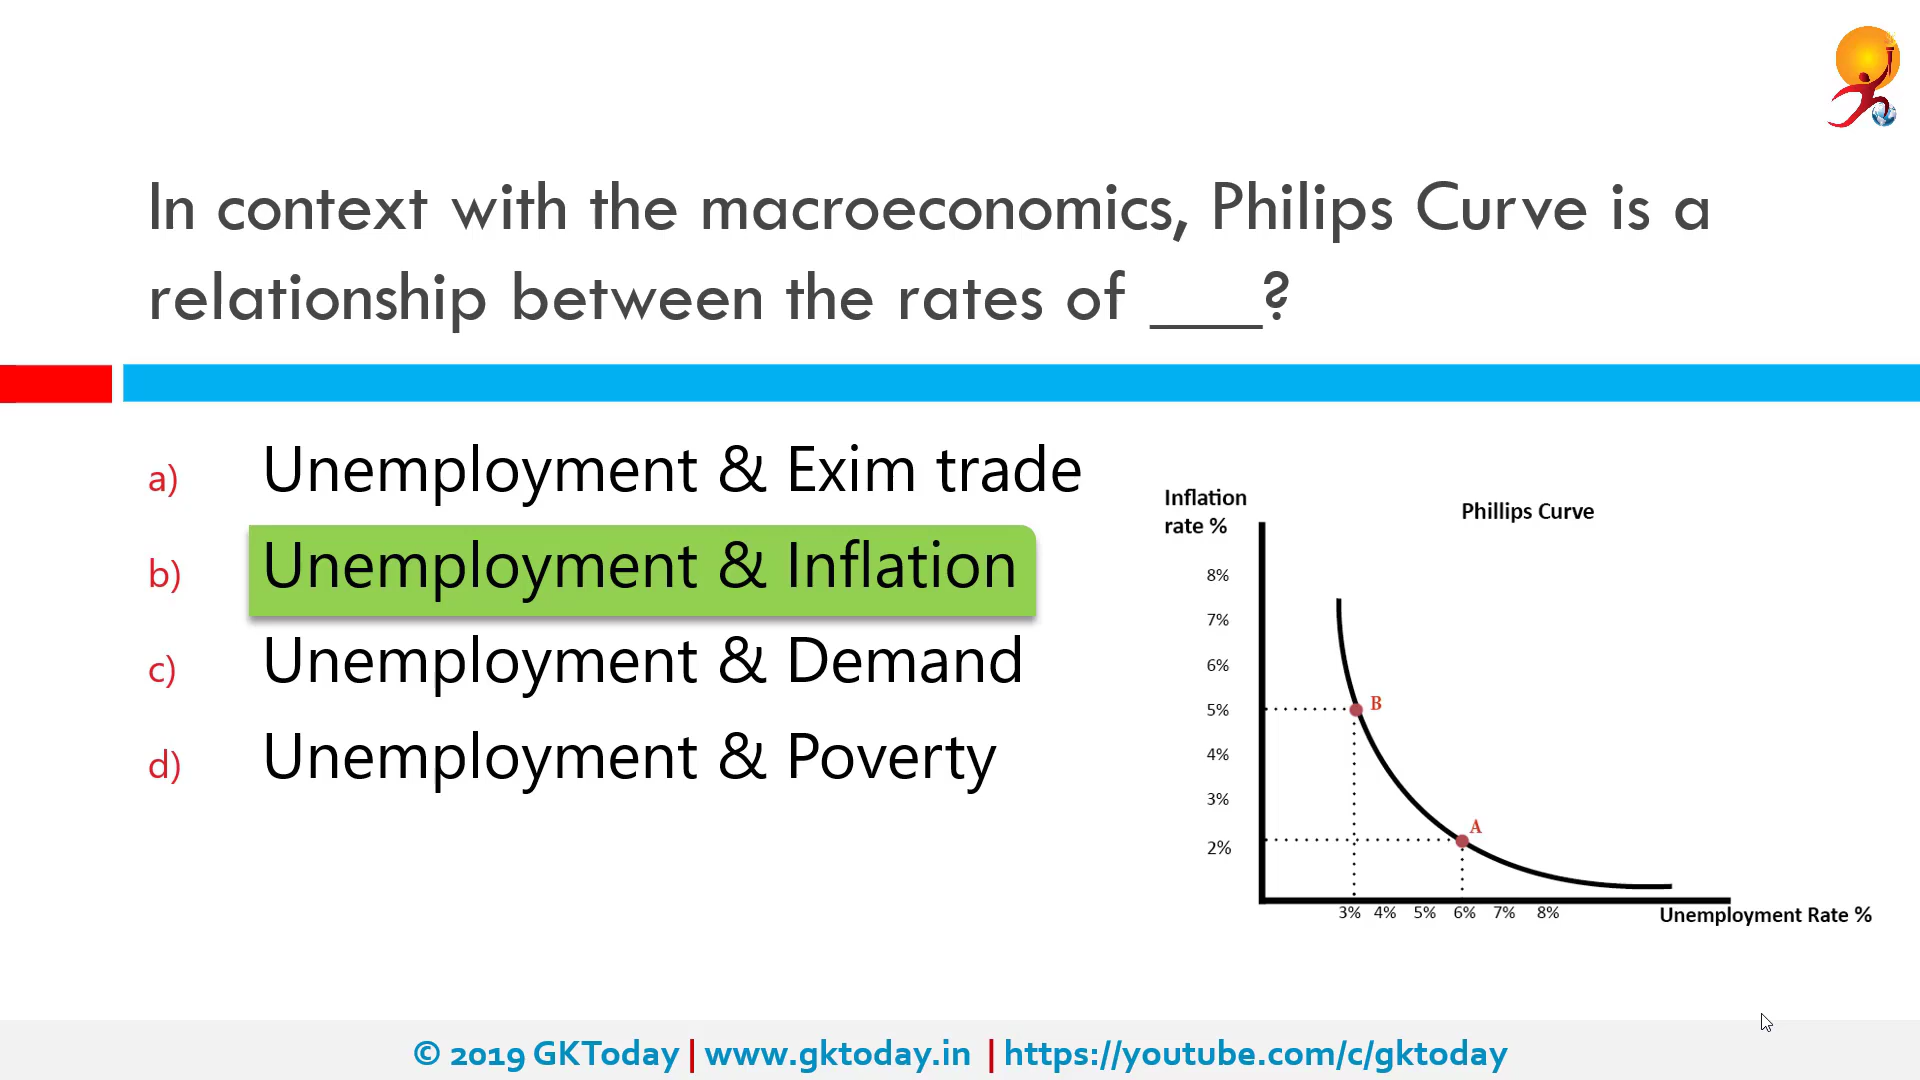 In context with the macroeconomics, Philips Curve is a
relationship between the rates of ___?
a) Unemployment & Exim trade
b) Unemployment & Inflation
c) Unemployment & Demand
d) Unemployment & Poverty
Inflation
rate %
Phillips Curve
8%
7%
6%
5%
B
4%
3%
A
2%
3% 4% 5% 6% 7% 8%
Unemployment Rate %
© 2019 GKToday | www.gktoday.in | https://youtube.com/c/gktoday